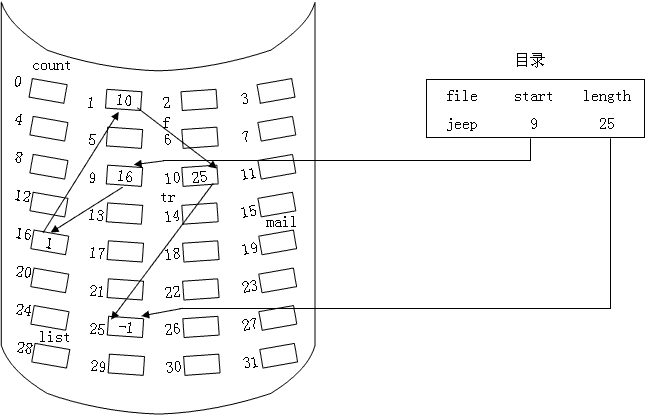 目录
file start length
jeep 9 25
count
0
1 10 2 3
f
4 5 6 7
8 9 16 10 25 11
tr
12 13 14 15
mail
16 1 17 18 19
20 21 22 23
24 25 -1 26 27
list
28 29 30 31